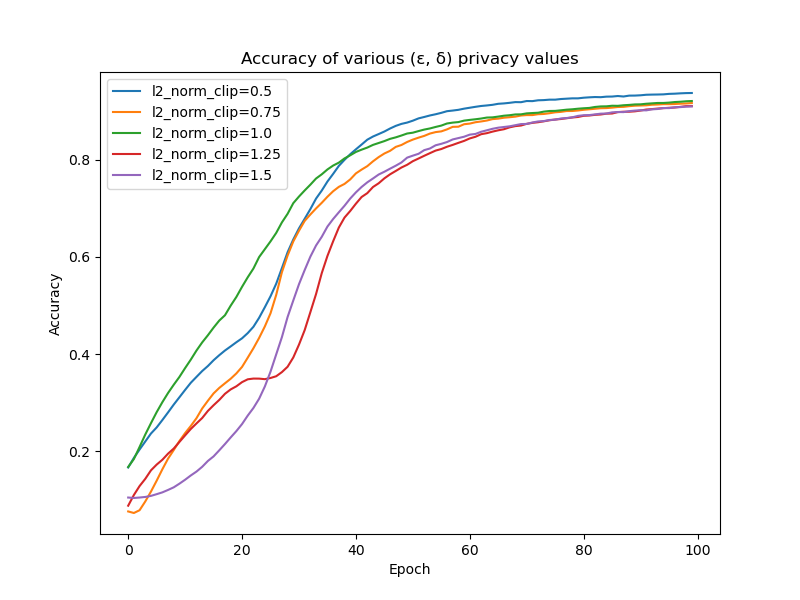 Accuracy of various (ε, δ) privacy values
l2_norm_clip=0.5
l2_norm_clip=0.75
l2_norm_clip=1.0
l2_norm_clip=1.25
l2_norm_clip=1.5
Accuracy
0.8
0.6
0.4
0.2
0 20 40 60 80 100
Epoch